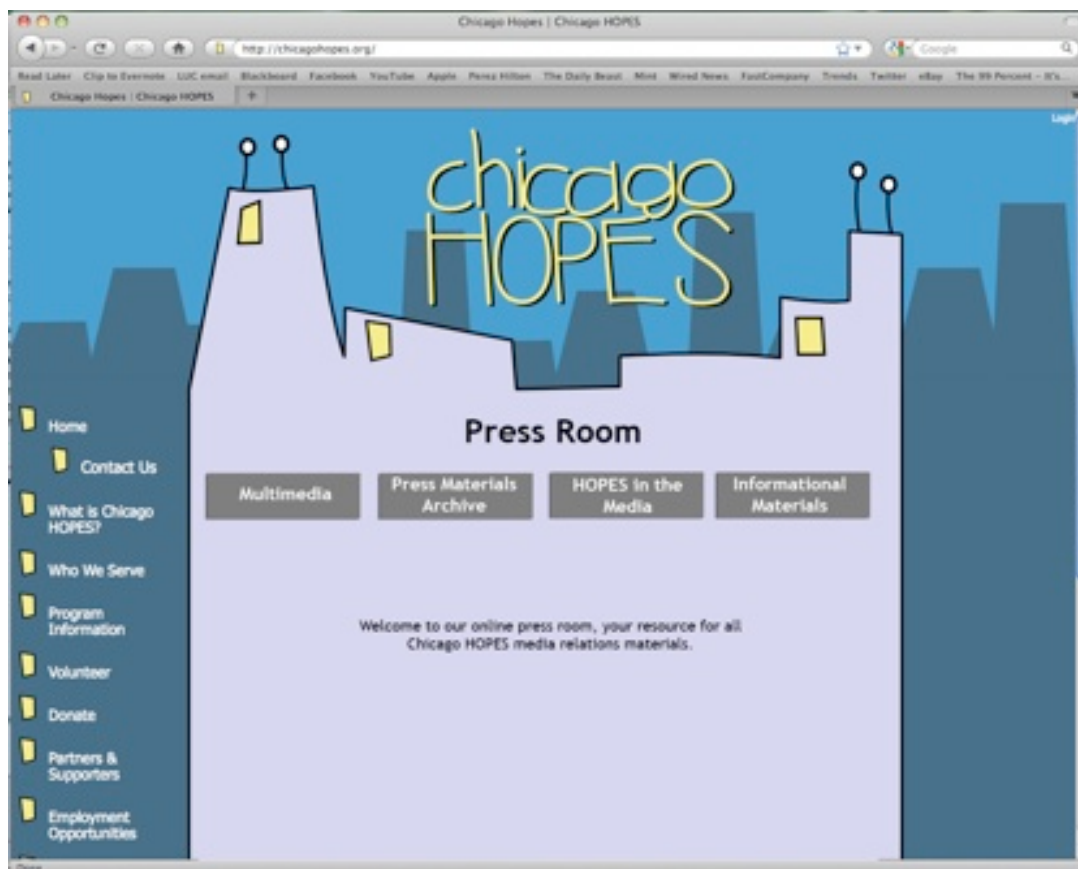 Chicago Hopes | Chicago HOPES
http://chicagohopes.org/
Google
Read Later Clip to Evernote LUC email Blackboard Facebook YouTube Apple Perez Hilton The Daily Beast Mint Wired News FastCompany Trends Twitter eBay The 99 Percent - It's...
Chicago Hopes | Chicago HOPES
Login
chicago
HOPES
Home
Contact Us
What is Chicago
HOPES?
Who We Serve
Program
Information
Volunteer
Donate
Partners &
Supporters
Employment
Opportunities
Press Room
Multimedia
Press Materials
Archive
HOPES in the
Media
Informational
Materials
Welcome to our online press room, your resource for all
Chicago HOPES media relations materials.